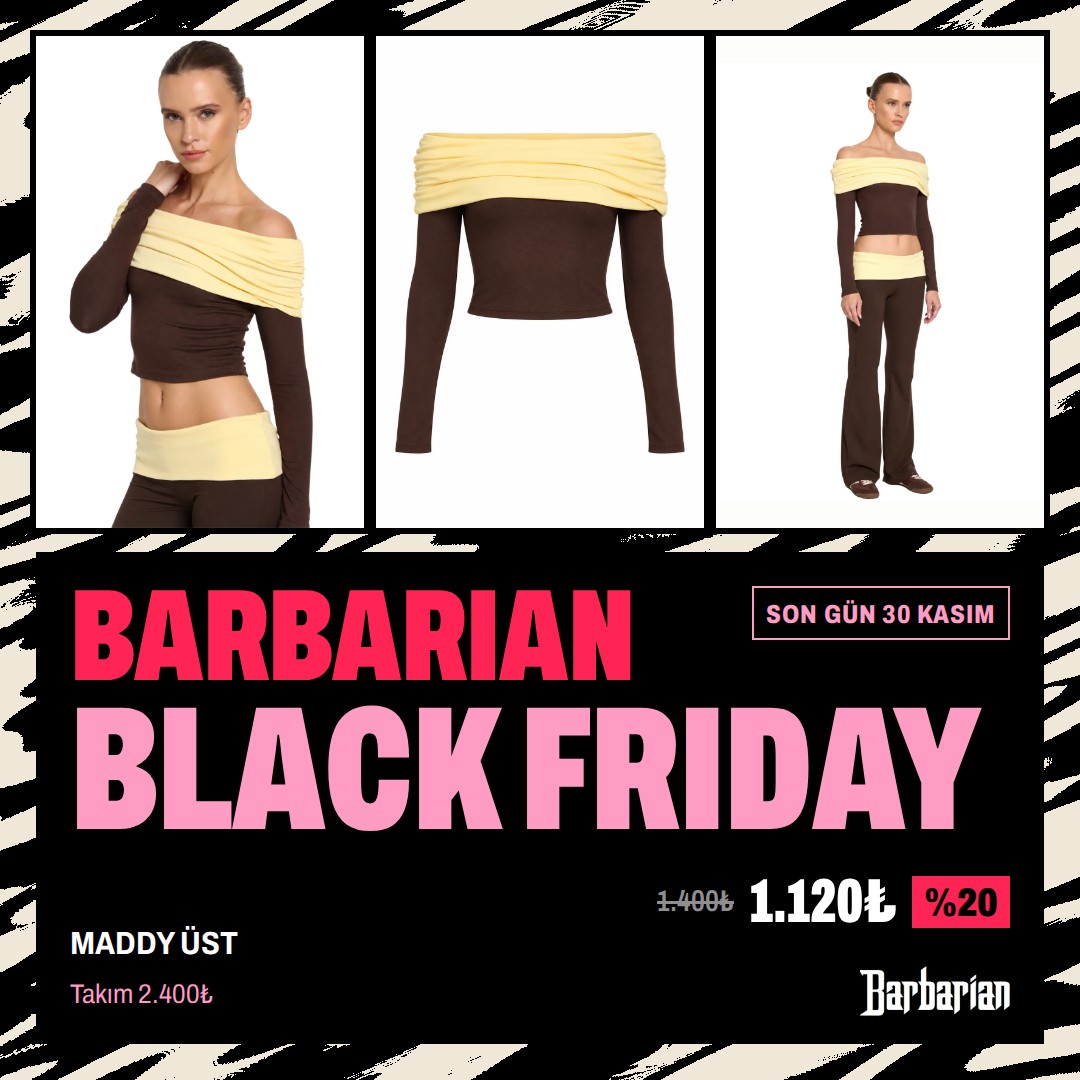 BARBARIAN
SON GÜN 30 KASIM
BLACK FRIDAY
1.400₺ 1.120₺ %20
MADDY ÜST
Takım 2.400₺
Barbarian